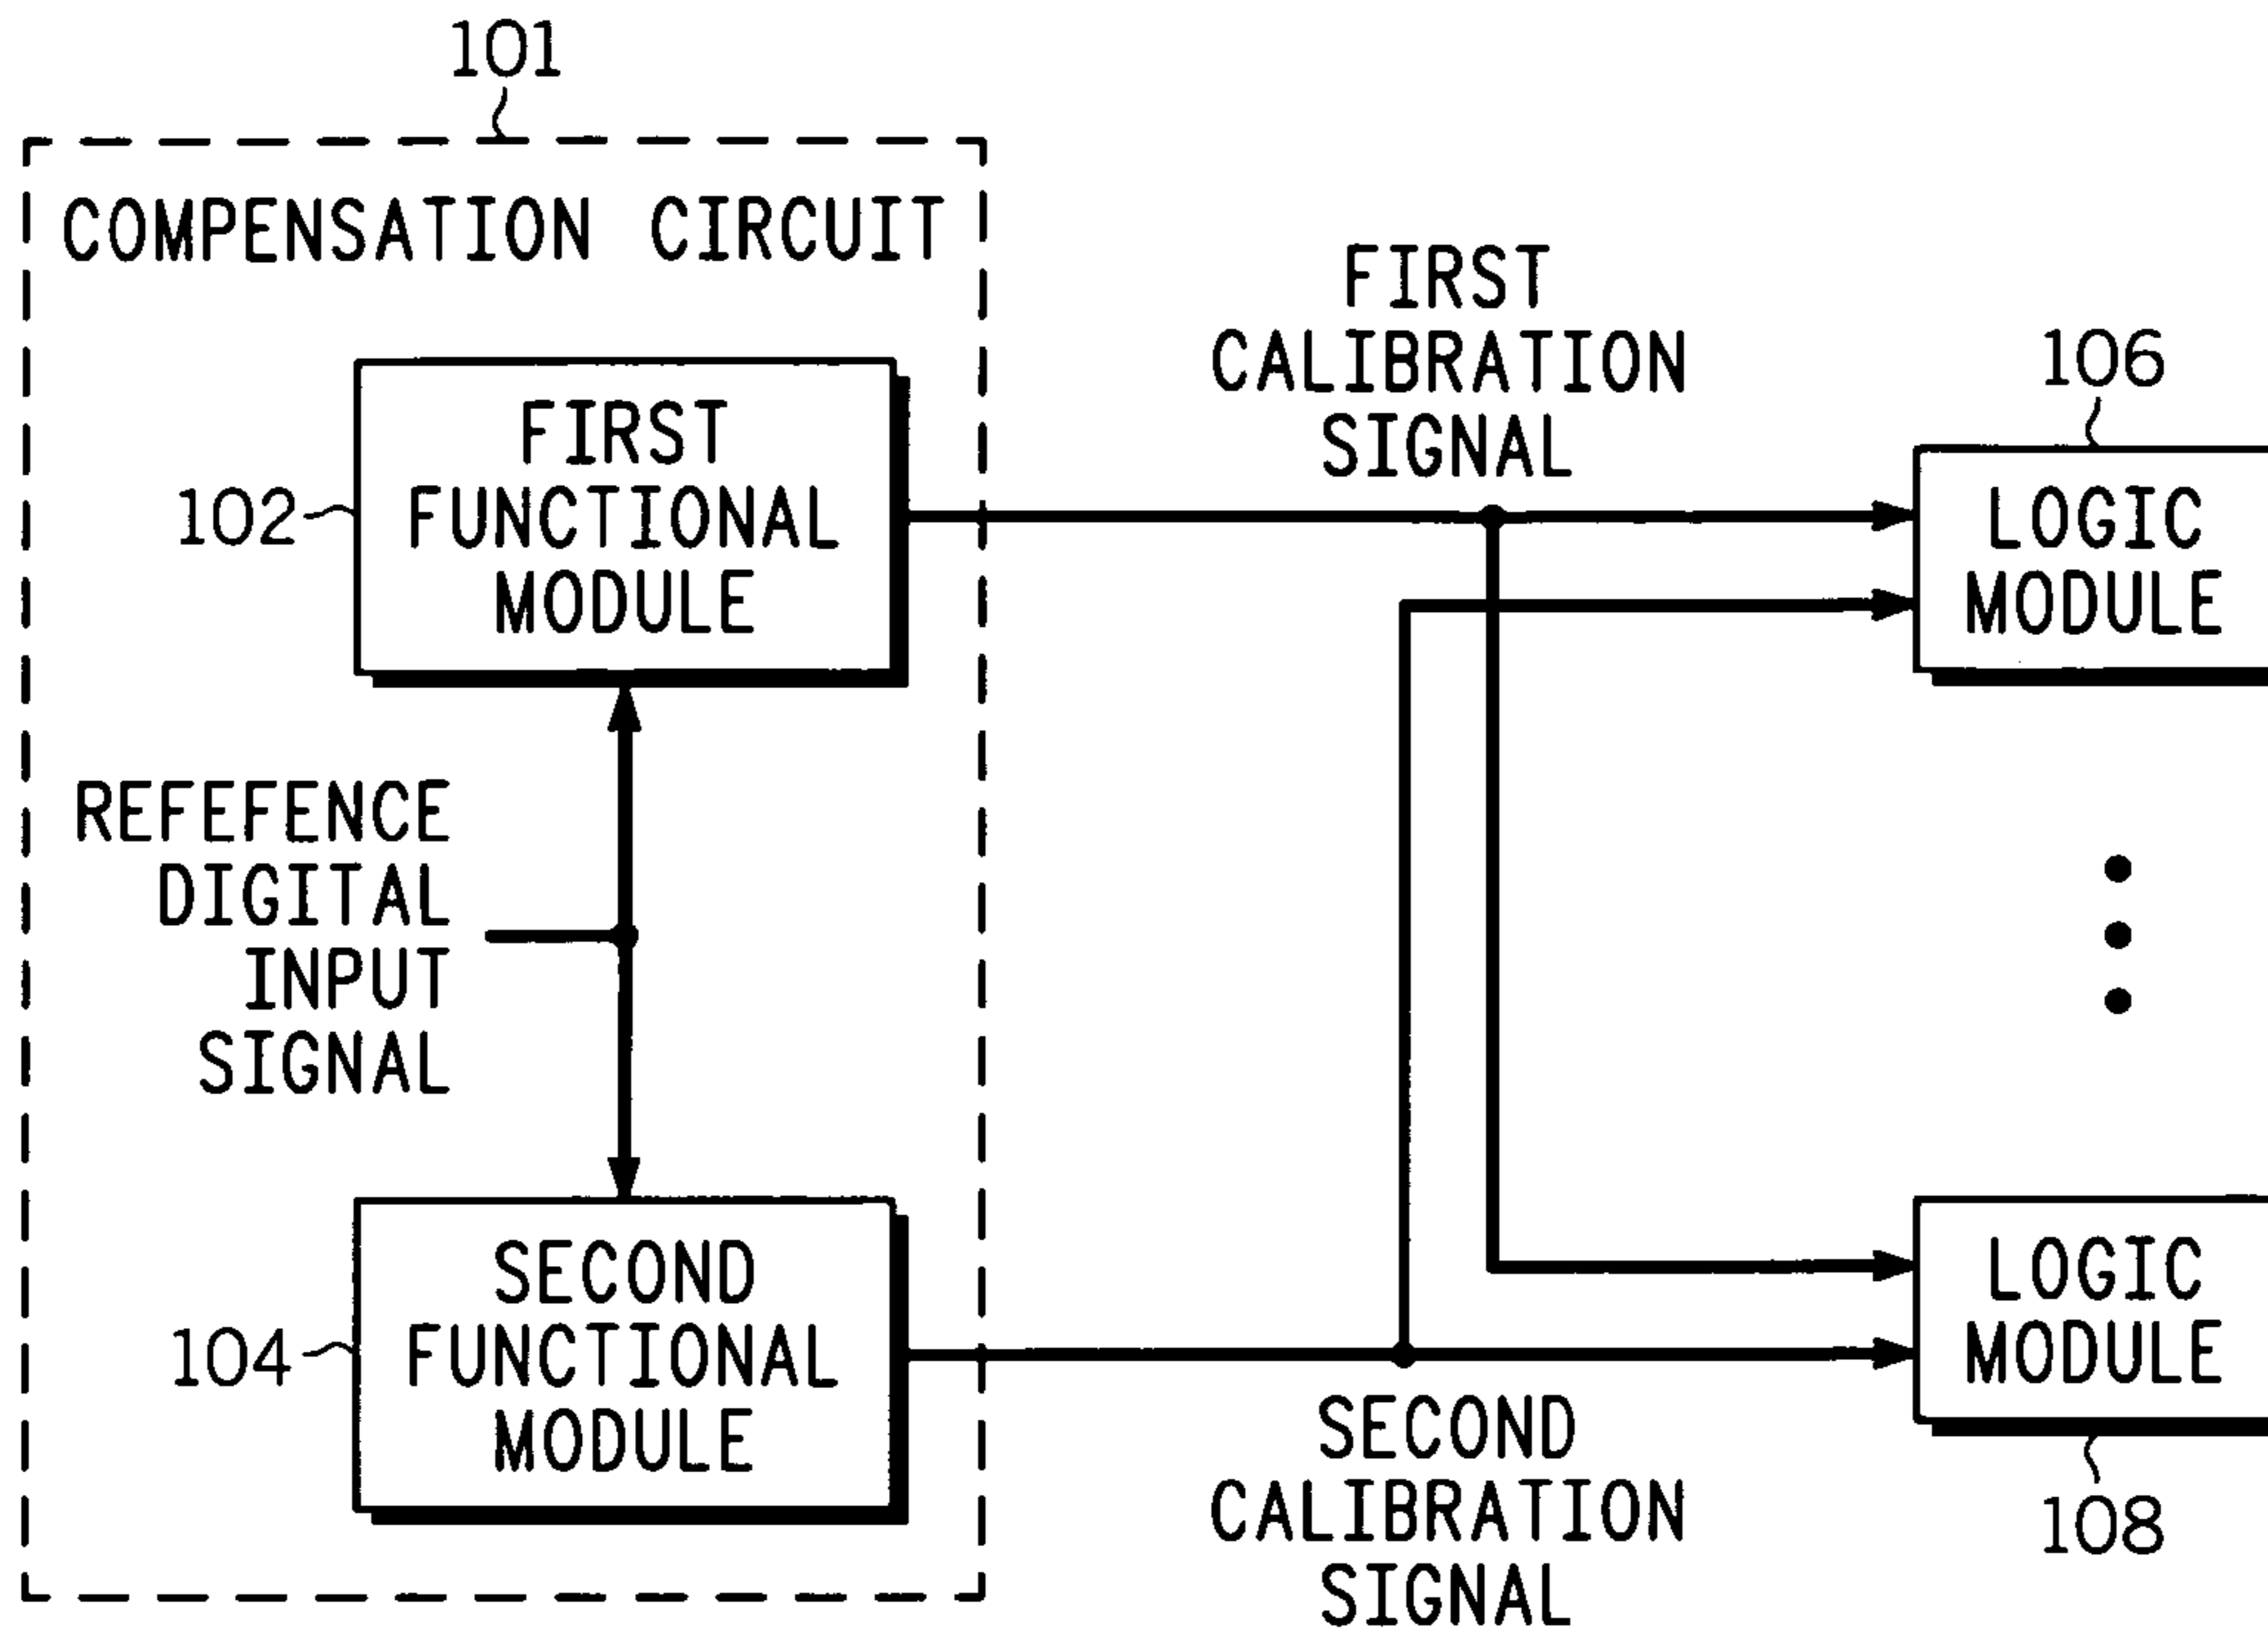 101
COMPENSATION CIRCUIT
FIRST
FUNCTIONAL
MODULE
102
REFEFENCE
DIGITAL
INPUT
SIGNAL
SECOND
FUNCTIONAL
MODULE
104
FIRST
CALIBRATION
SIGNAL
SECOND
CALIBRATION
SIGNAL
106
LOGIC
MODULE
LOGIC
MODULE
108